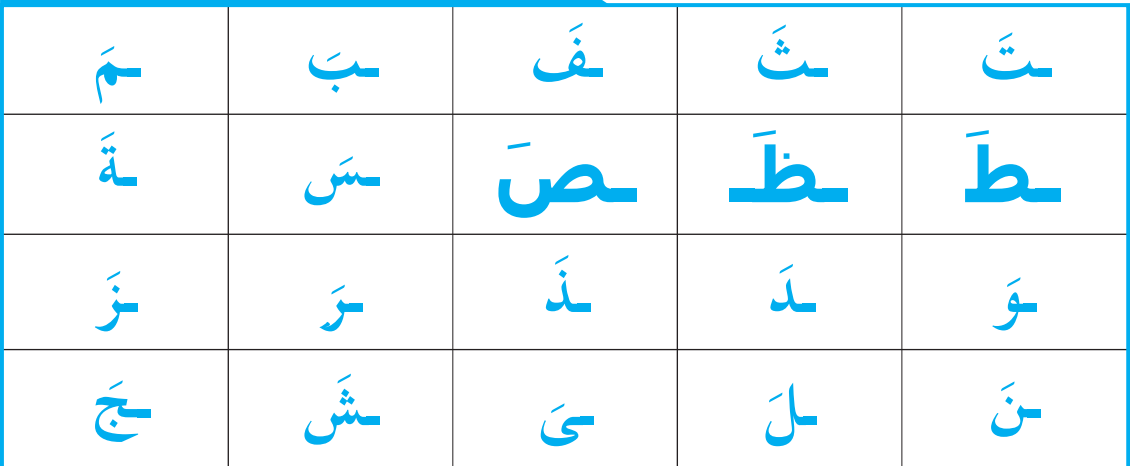 ـتَ ـثَ ـفَ ـبَ ـمَ
ـطَ ـظَـ ـصَ ـسَ ـةَ
ـوَ ـدَ ـذَ ـرَ ـزَ
ـنَ ـلَ ـىَ ـشَ ـجَ